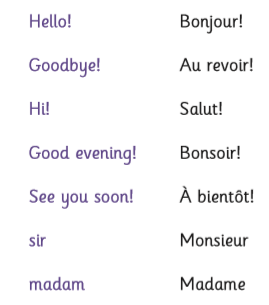 Hello! Bonjour!
Goodbye! Au revoir!
Hi! Salut!
Good evening! Bonsoir!
See you soon! À bientôt!
sir Monsieur
madam Madame